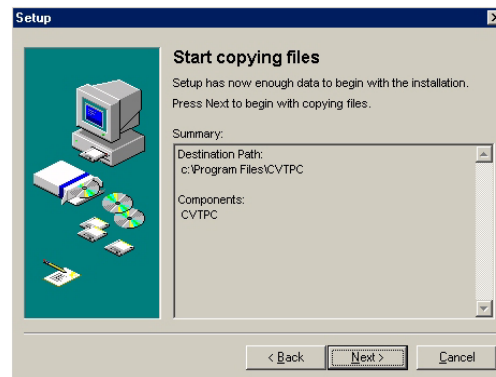 Setup
Start copying files
Setup has now enough data to begin with the installation.
Press Next to begin with copying files.
Summary:
Destination Path:
c:\Program Files\CVTPC
Components:
CVTPC
< Back
Next >
Cancel